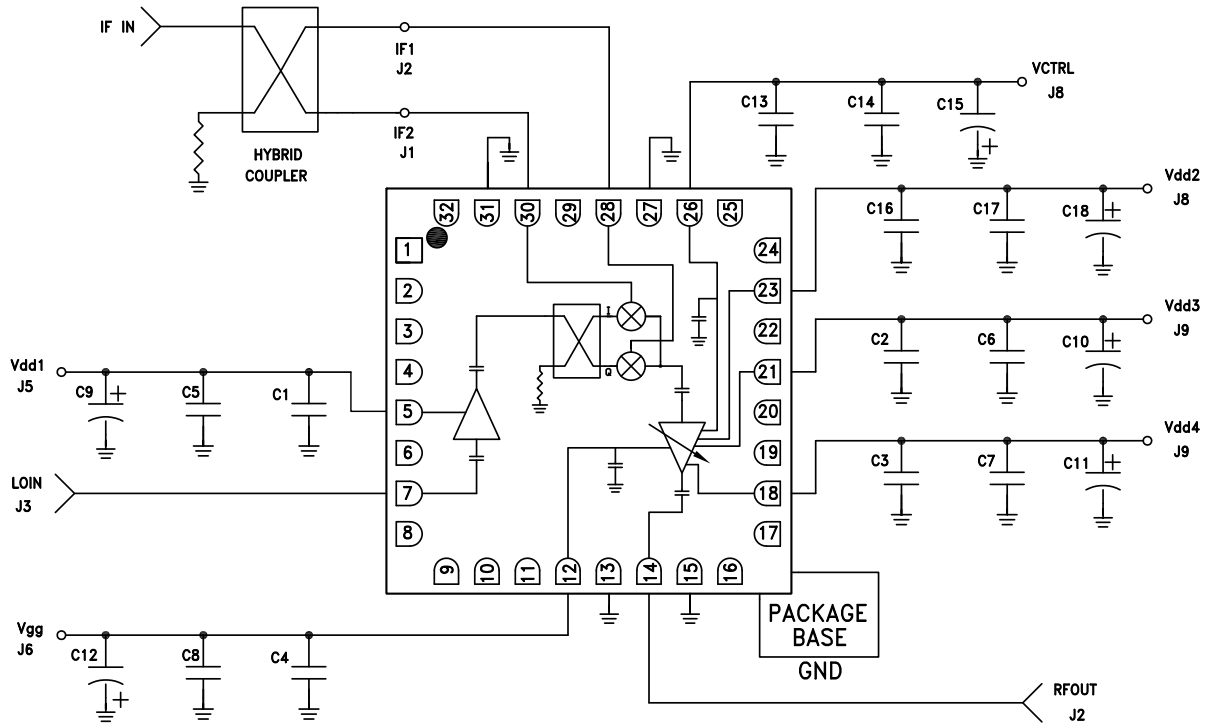 IF IN
IF1
J2
IF2
J1
HYBRID
COUPLER
VCTRL
J8
C13
C14
C15
+
Vdd2
J8
C16
C17
C18
+
32
31
30
29
28
27
26
25
1
2
3
4
5
6
7
8
24
23
22
21
20
19
18
17
I
Q
Vdd3
J9
C2
C6
C10
+
Vdd1
J5
C9
+
C5
C1
Vdd4
J9
C3
C7
C11
+
LOIN
J3
9
10
11
12
13
14
15
16
PACKAGE
BASE
GND
Vgg
J6
C12
+
C8
C4
RFOUT
J2